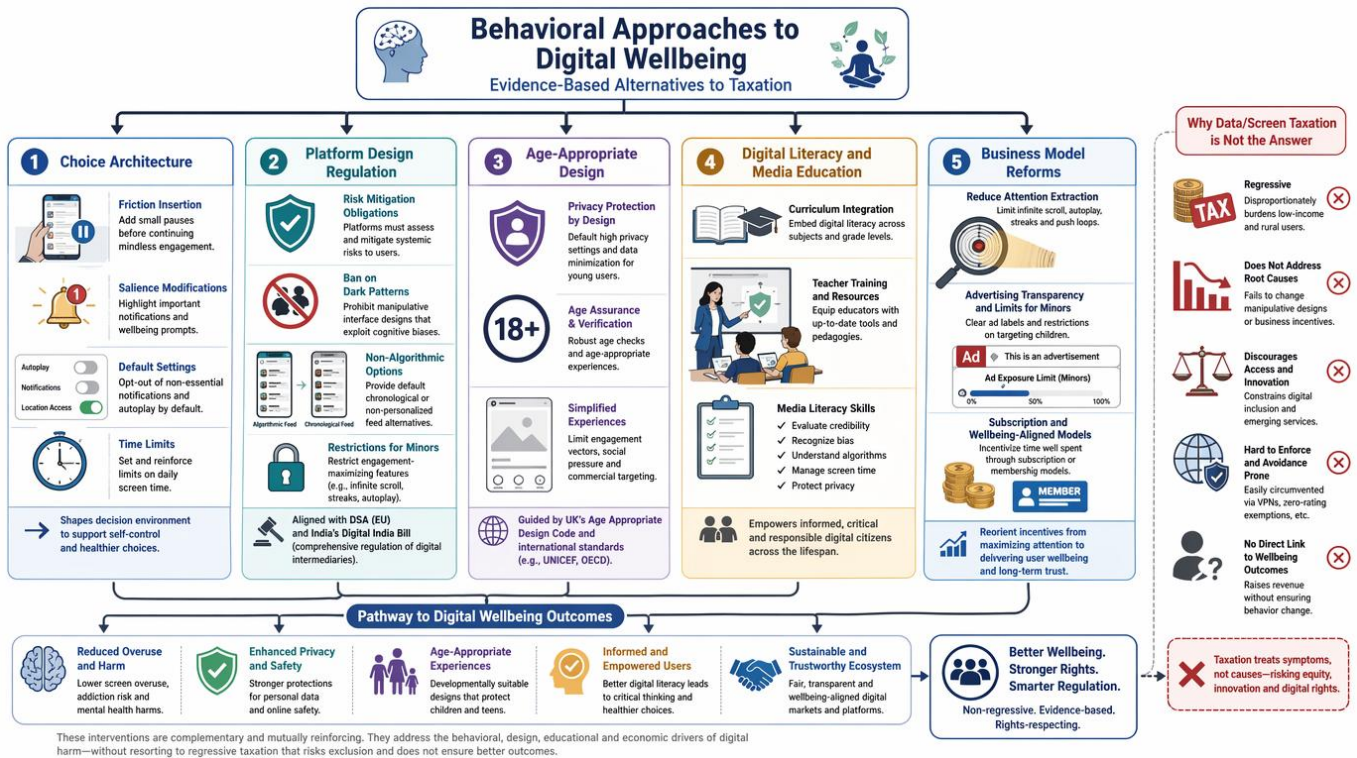 Behavioral Approaches to
Digital Wellbeing
Evidence-Based Alternatives to Taxation
1
Choice Architecture
Friction Insertion
Add small pauses
before continuing
mindless engagement.
1
Salience Modifications
Highlight important
notifications and
wellbeing prompts.
Autoplay
Notifications
Location Access
Default Settings
Opt-out of non-essential
notifications and
autoplay by default.
Time Limits
Set and reinforce
limits on daily
screen time.
Shapes decision environment
to support self-control
and healthier choices.
2
Platform Design
Regulation
Risk Mitigation
Obligations
Platforms must assess
and mitigate systemic
risks to users.
Ban on
Dark Patterns
Prohibit manipulative
interface designs that
exploit cognitive biases.
Algarithmic Feed
Chronological Feed
Non-Algorithmic
Options
Provide default
chronological or
non-personalized
feed alternatives.
Restrictions for Minors
Restrict engagement-
maximizing features
(e.g., infinite scroll,
streaks, autoplay).
Aligned with DSA (EU)
and India's Digital India Bill
(comprehensive regulation of digital
intermediaries).
3
Age-Appropriate
Design
Privacy Protection
by Design
Default high privacy
settings and data
minimization for
young users.
18+
Age Assurance
& Verification
Robust age checks
and age-appropriate
experiences.
Simplified
Experiences
Limit engagement
vectors, social
pressure and
commercial targeting.
Guided by UK's Age Appropriate
Design Code and
international standards
(e.g., UNICEF, OECD).
4
Digital Literacy and
Media Education
Curriculum Integration
Embed digital literacy across
subjects and grade levels.
Teacher Training
and Resources
Equip educators with
up-to-date tools and
pedagogies.
Media Literacy Skills
✓ Evaluate credibility
✓ Recognize bias
✓ Understand algorithms
✓ Manage screen time
✓ Protect privacy
Empowers informed, critical
and responsible digital citizens
across the lifespan.
5
Business Model
Reforms
Reduce Attention Extraction
Limit infinite scroll, autoplay,
streaks and push loops.
Advertising Transparency
and Limits for Minors
Clear ad labels and restrictions
on targeting children.
Ad
This is an advertisement
Ad Exposure Limit (Minors)
0% 50% 100%
Subscription and
Wellbeing-Aligned Models
Incentivize time well spent
through subscription or
membershig models.
MEMBER
Reorient incentives from
maximizing attention to
delivering user wellbeing
and long-term trust.
Why Data/Screen Taxation
is Not the Answer
TAX
Regressive
Disproportionately
burdens low-income
and rural users.
Does Not Address
Root Causes
Fails to change
manipulative designs
or business incentives.
Discourages
Access and
Innovation
Constrains digital
inclusion and
emerging services.
Hard to Enforce
and Avoidance
Prone
Easily circumvented
via VPNs, zero-rating
exemptions, etc.
?
No Direct Link
to Wellbeing
Outcomes
Raises revenue
without ensuring
behavior change.
Pathway to Digital Wellbeing Outcomes
Reduced Overuse
and Harm
Lower screen overuse,
addiction risk and
mental health harms.
Enhanced Privacy
and Safety
Stronger protections
for personal data
and online safety.
Age-Appropriate
Experiences
Developmentally suitable
designs that protect
children and teens.
Informed and
Empowered Users
Better digital literacy leads
to critical thinking and
healthier choices.
Sustainable and
Trustworthy Ecosystem
Fair, transparent and
wellbeing-aligned digital
markets and platforms.
Better Wellbeing.
Stronger Rights.
Smarter Regulation.
Non-regressive. Evidence-based.
Rights-respecting.
Taxation treats symptoms,
not causes—risking equity,
innovation and digital rights.
These interventions are complementary and mutually reinforcing. They address the behavioral, design, educational and economic drivers of digital
harm—without resorting to regressive taxation that risks exclusion and does not ensure better outcomes.